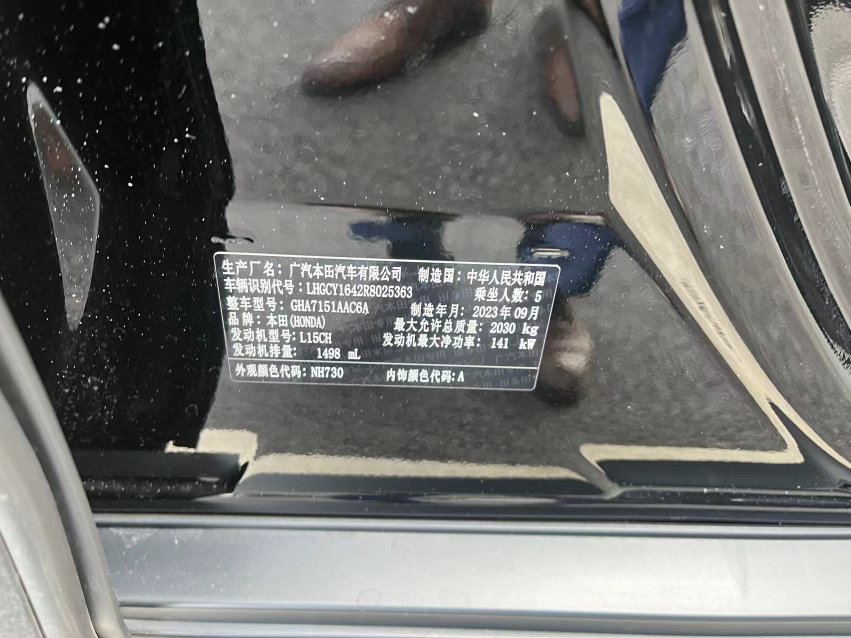 生产厂名：广汽本田汽车有限公司 制造国：中华人民共和国
车辆识别代号：LHGCY1642R8025363 乘坐人数：5
整车型号：GHA7151AAC6A 制造年月：2023年09月
品牌：本田(HONDA) 最大允许总质量：2030 kg
发动机型号：L15CH 发动机最大净功率：141 kW
发动机排量：1498 mL
外观颜色代码：NH730 内饰颜色代码：A